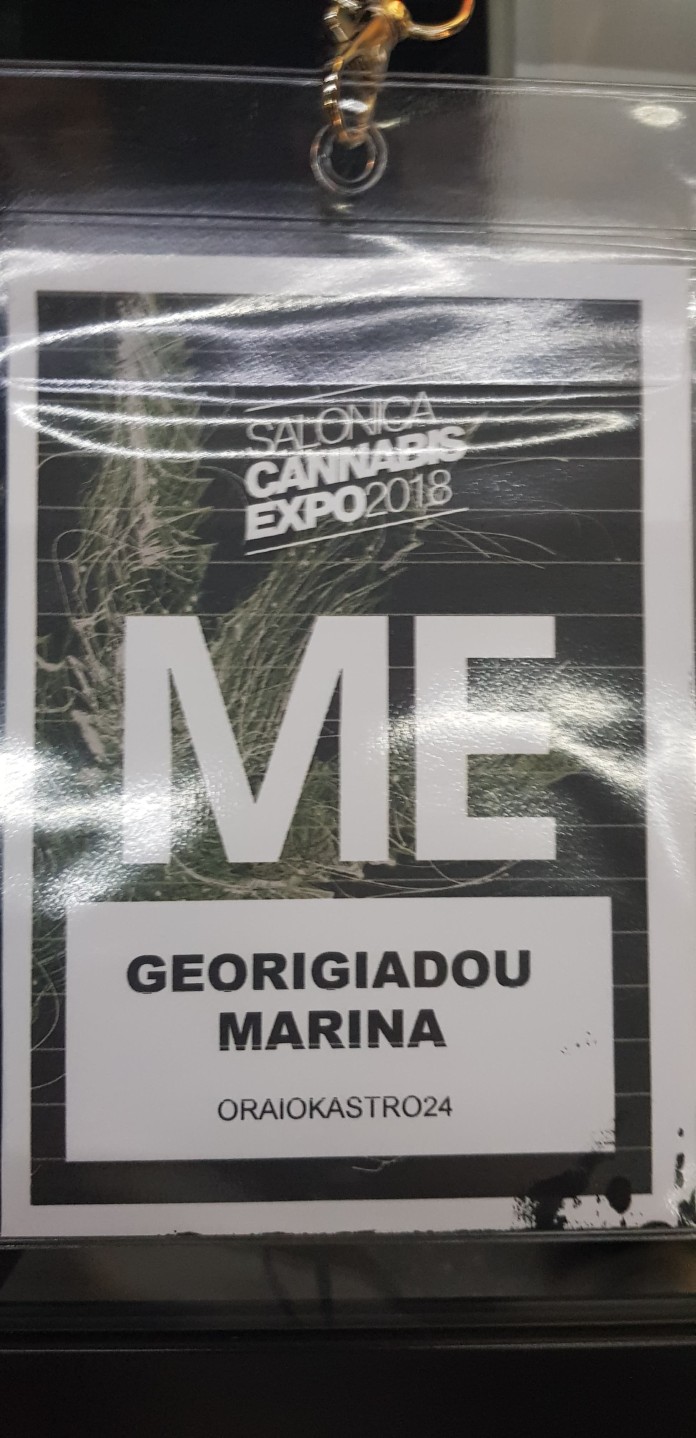 SALONICA
CANNABIS
EXPO2018
ME
GEORIGIADOU
MARINA
ORAIOKASTRO24